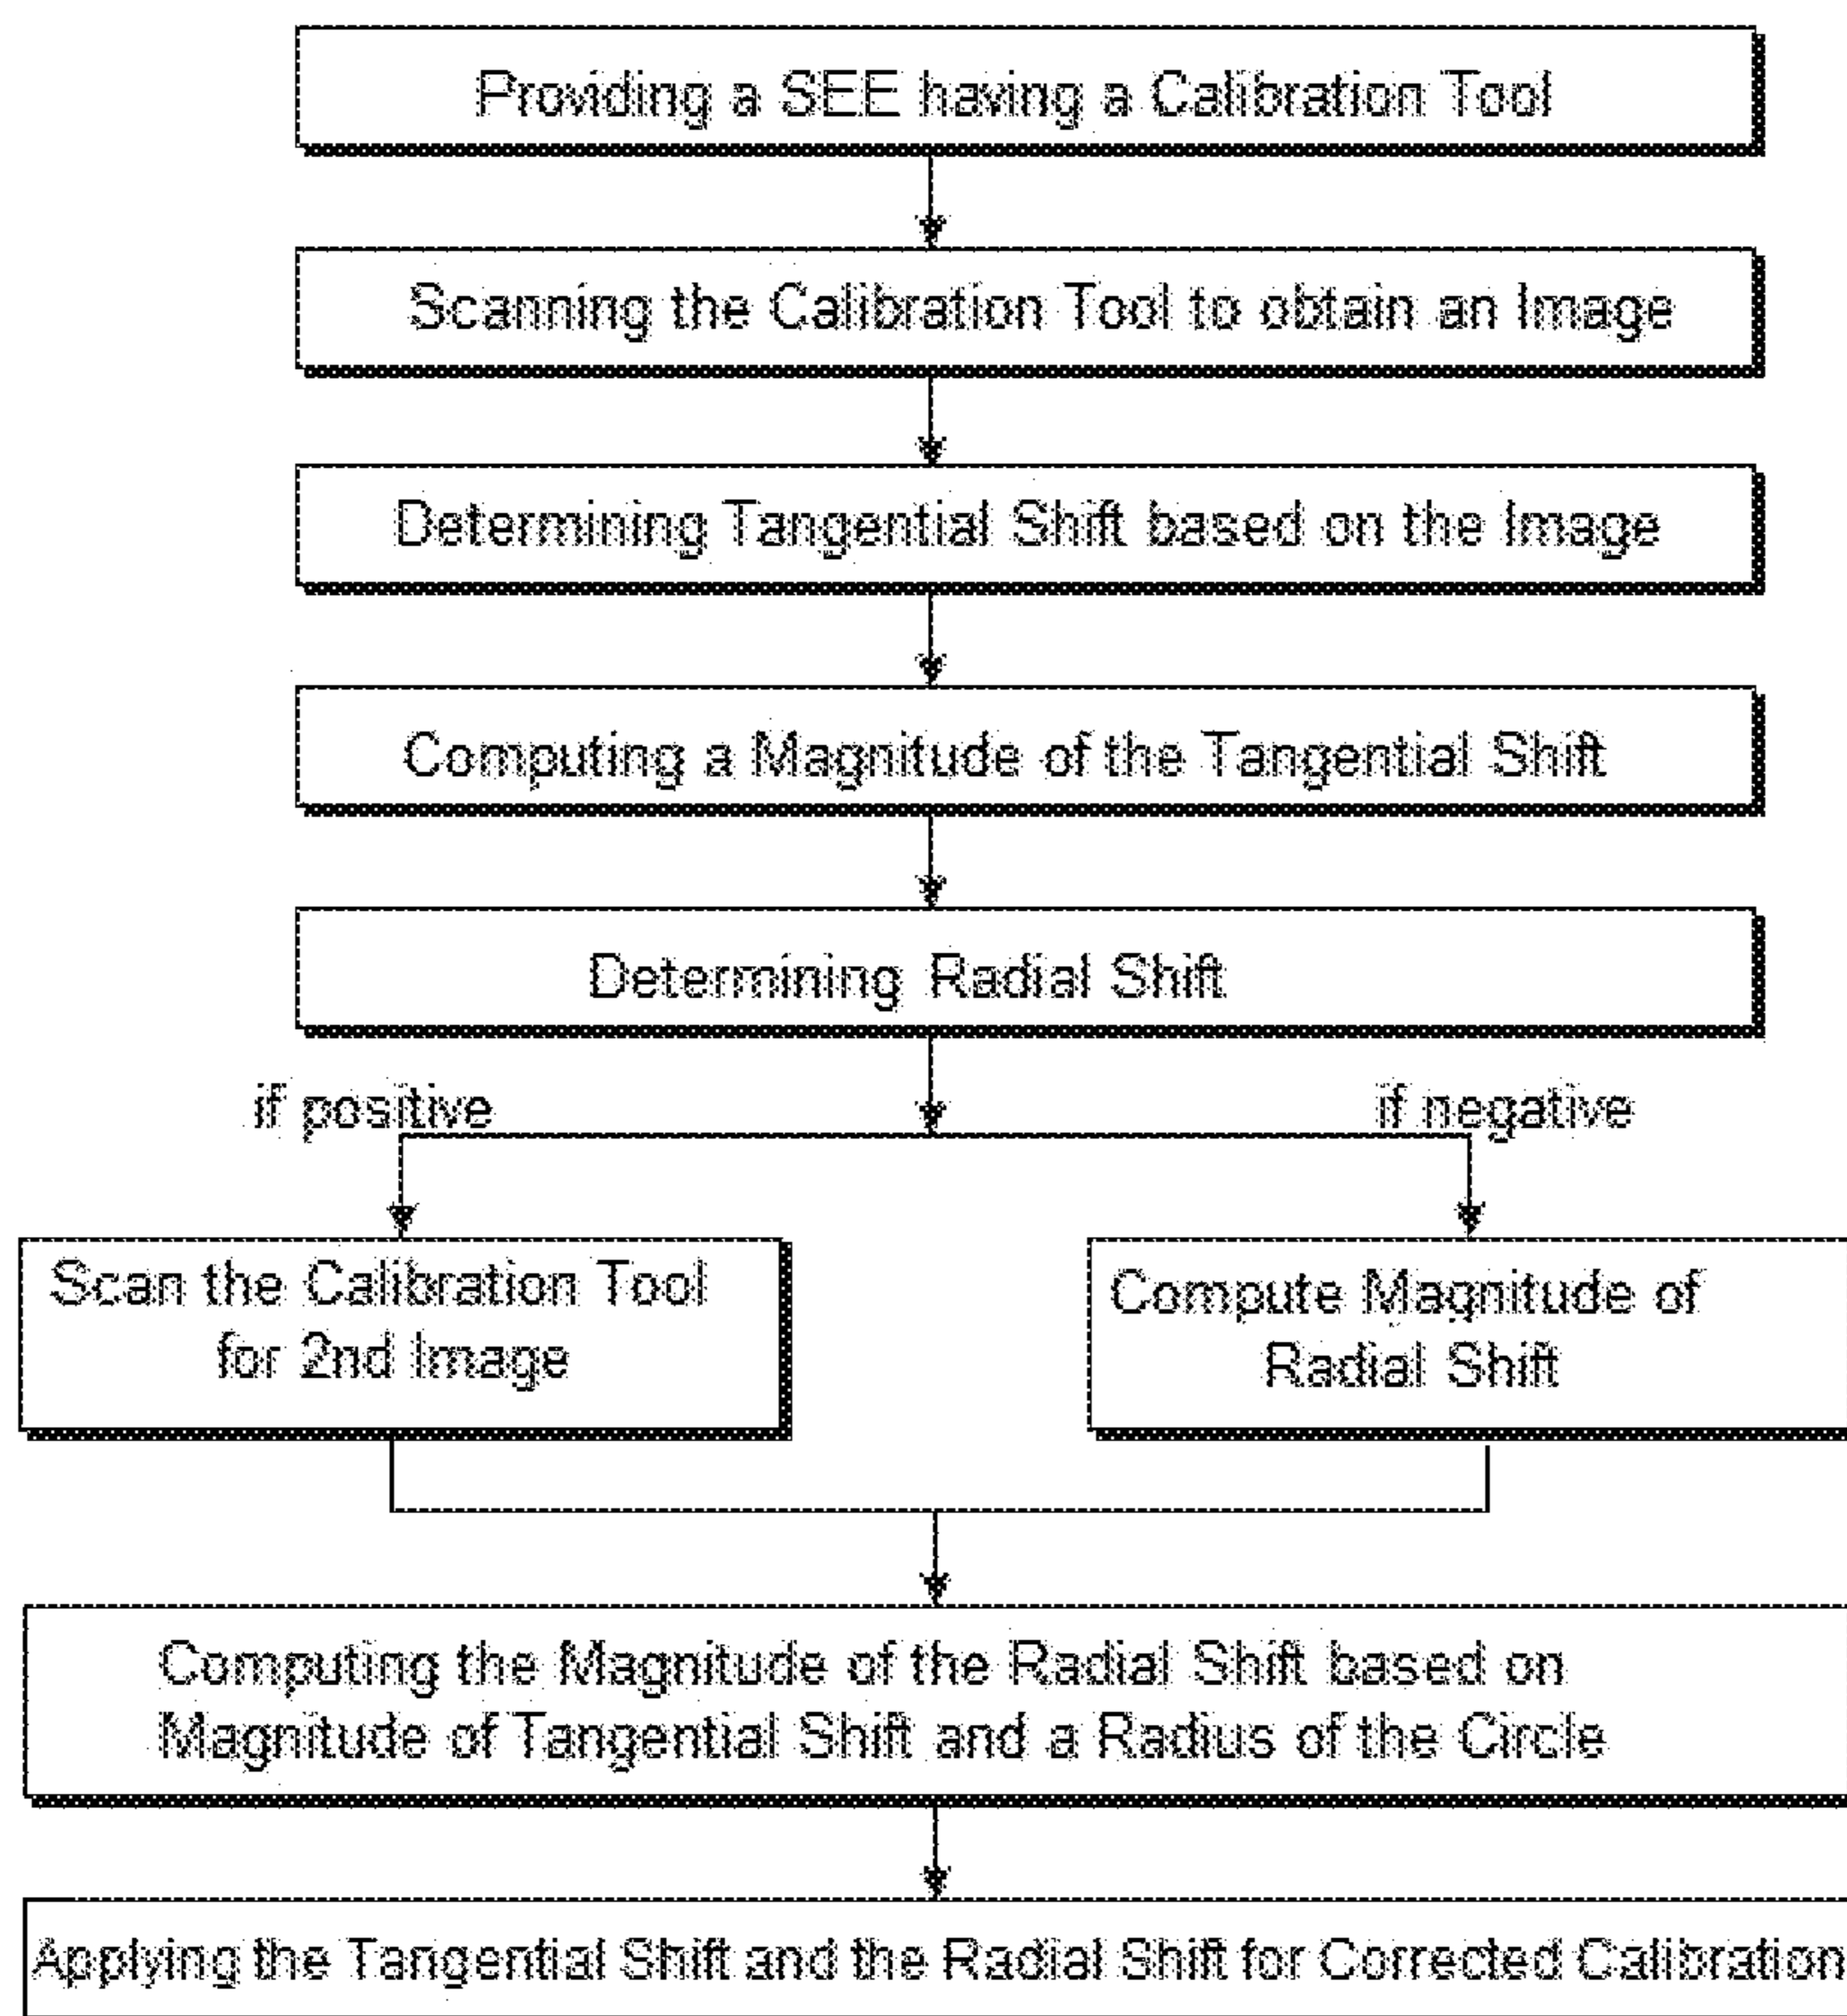 Providing a SEE having a Calibration Tool
Scanning the Calibration Tool to obtain an Image
Determining Tangential Shift based on the Image
Computing a Magnitude of the Tangential Shift
Determining Radial Shift
if positive
if negative
Scan the Calibration Tool
for 2nd Image
Compute Magnitude of
Radial Shift
Computing the Magnitude of the Radial Shift based on
Magnitude of Tangential Shift and a Radius of the Circle
Applying the Tangential Shift and the Radial Shift for Corrected Calibration